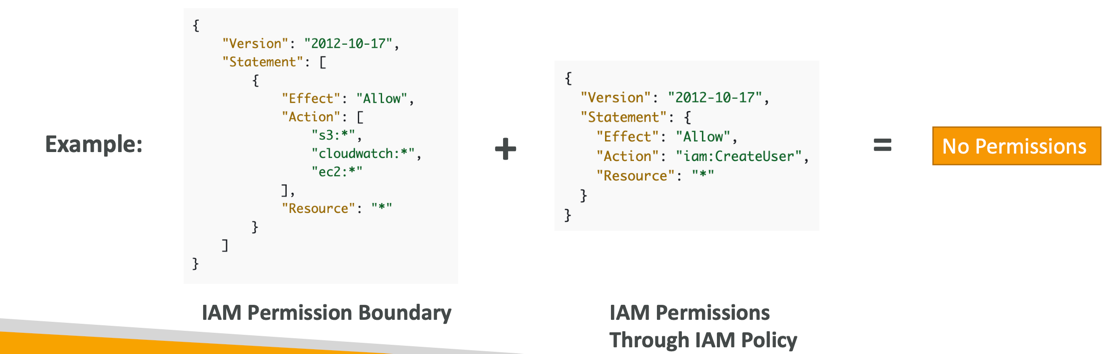 Example:
{
    "Version": "2012-10-17",
    "Statement": [
        {
            "Effect": "Allow",
            "Action": [
                "s3:*",
                "cloudwatch:*",
                "ec2:*"
            ],
            "Resource": "*"
        }
    ]
}
IAM Permission Boundary
+
{
  "Version": "2012-10-17",
  "Statement": {
    "Effect": "Allow",
    "Action": "iam:CreateUser",
    "Resource": "*"
  }
}
IAM Permissions
Through IAM Policy
=
No Permissions